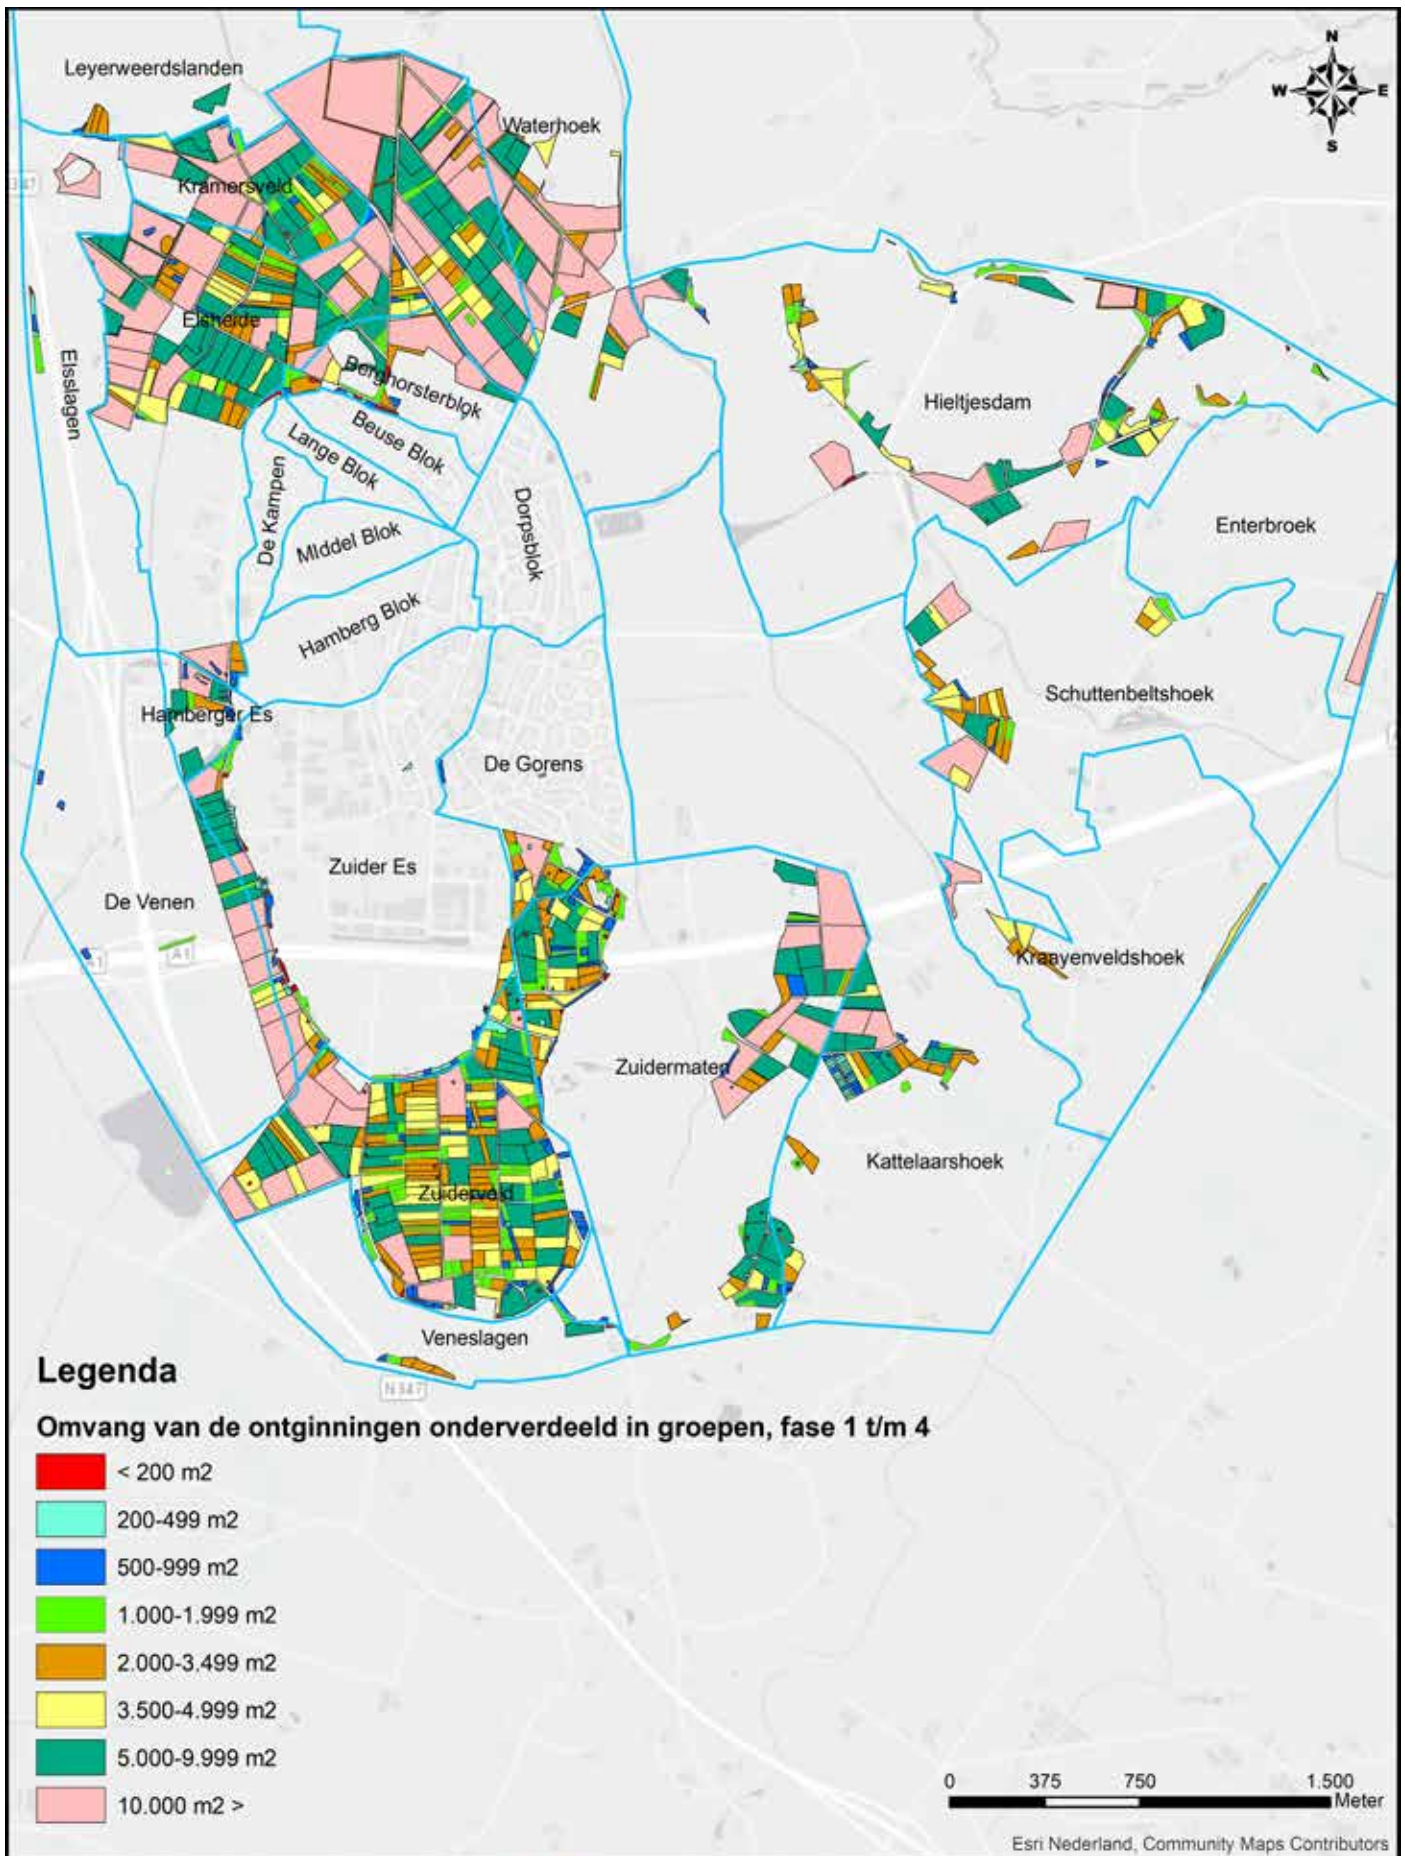 N
W E
S
Leyerweerdslanden
Waterhoek
Kramersveld
Elsheide
Elsslagen
Berghorsterblok
Beuse Blok
Lange Blok
De Kampen
MIddel Blok
Dorpsblok
Hamberg Blok
Hieltjesdam
Enterbroek
Schuttenbeltshoek
Hamberger Es
De Gorens
Zuider Es
De Venen
A1
A1
Kraayenveldshoek
Zuidermaten
Kattelaarshoek
Zuiderveld
Veneslagen
N347
Legenda
Omvang van de ontginningen onderverdeeld in groepen, fase 1 t/m 4
< 200 m2
200-499 m2
500-999 m2
1.000-1.999 m2
2.000-3.499 m2
3.500-4.999 m2
5.000-9.999 m2
10.000 m2 >
0 375 750 1.500
Meter
Esri Nederland, Community Maps Contributors